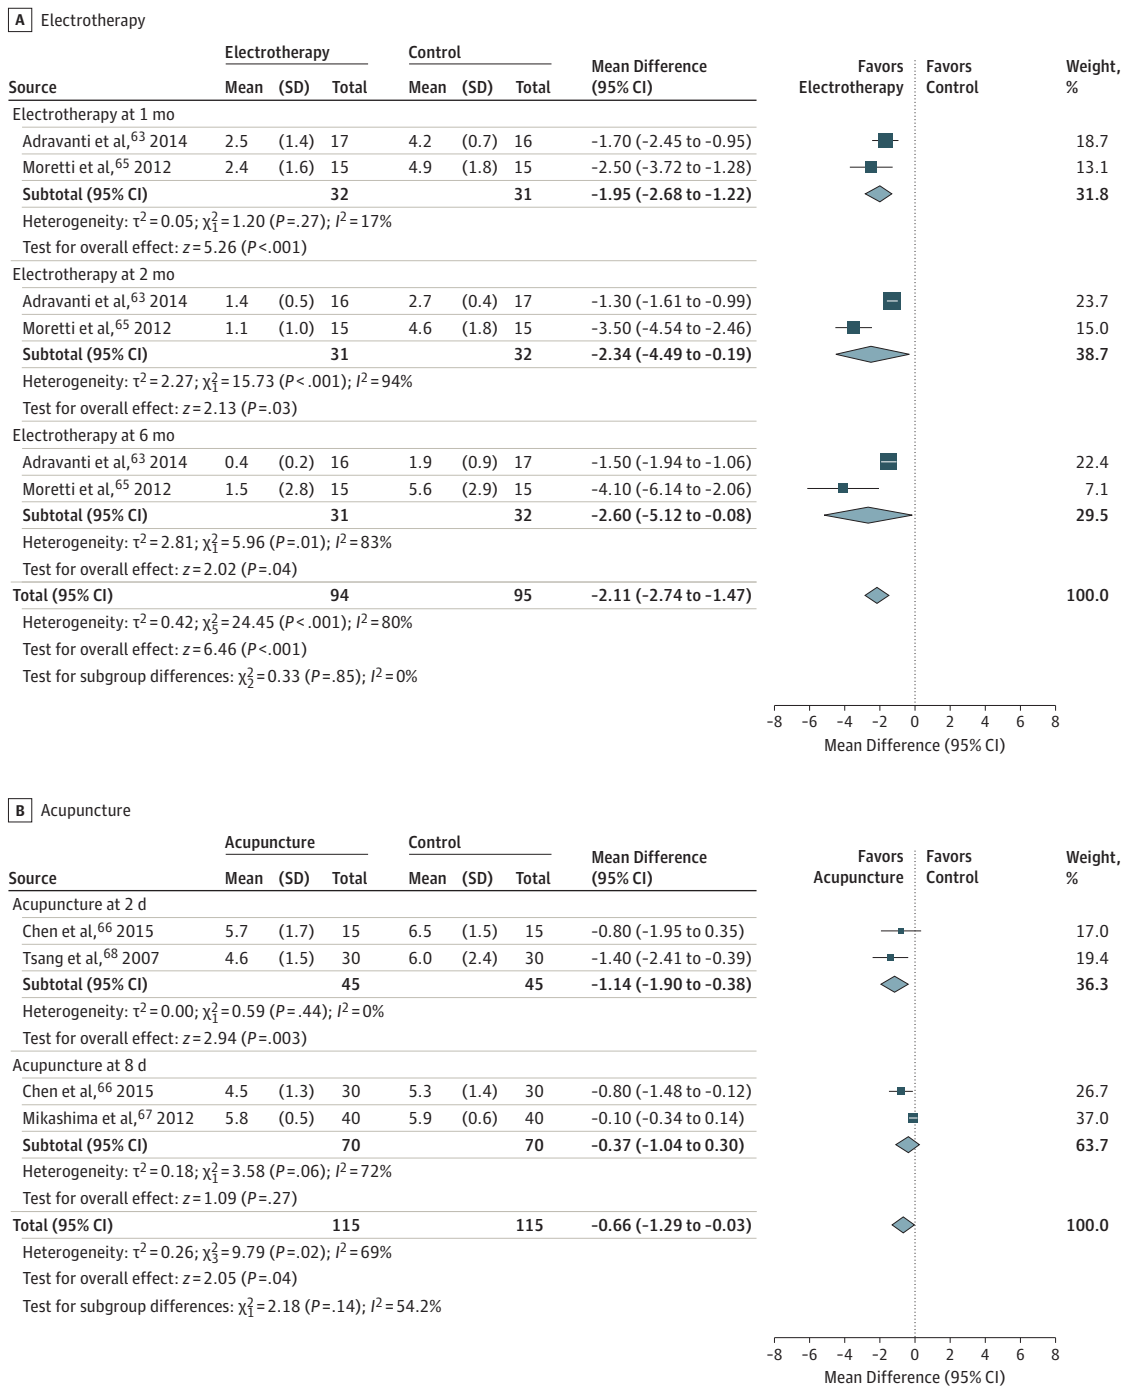 A Electrotherapy
Electrotherapy Control
Source Mean (SD) Total Mean (SD) Total Mean Difference (95% CI) Favors Electrotherapy Favors Control Weight, %
Electrotherapy at 1 mo
Adravanti et al,63 2014 2.5 (1.4) 17 4.2 (0.7) 16 -1.70 (-2.45 to -0.95) 18.7
Moretti et al,65 2012 2.4 (1.6) 15 4.9 (1.8) 15 -2.50 (-3.72 to -1.28) 13.1
Subtotal (95% CI) 32 31 -1.95 (-2.68 to -1.22) 31.8
Heterogeneity: τ2 = 0.05; χ21 = 1.20 (P = .27); I2 = 17%
Test for overall effect: z = 5.26 (P < .001)
Electrotherapy at 2 mo
Adravanti et al,63 2014 1.4 (0.5) 16 2.7 (0.4) 17 -1.30 (-1.61 to -0.99) 23.7
Moretti et al,65 2012 1.1 (1.0) 15 4.6 (1.8) 15 -3.50 (-4.54 to -2.46) 15.0
Subtotal (95% CI) 31 32 -2.34 (-4.49 to -0.19) 38.7
Heterogeneity: τ2 = 2.27; χ21 = 15.73 (P < .001); I2 = 94%
Test for overall effect: z = 2.13 (P = .03)
Electrotherapy at 6 mo
Adravanti et al,63 2014 0.4 (0.2) 16 1.9 (0.9) 17 -1.50 (-1.94 to -1.06) 22.4
Moretti et al,65 2012 1.5 (2.8) 15 5.6 (2.9) 15 -4.10 (-6.14 to -2.06) 7.1
Subtotal (95% CI) 31 32 -2.60 (-5.12 to -0.08) 29.5
Heterogeneity: τ2 = 2.81; χ21 = 5.96 (P = .01); I2 = 83%
Test for overall effect: z = 2.02 (P = .04)
Total (95% CI) 94 95 -2.11 (-2.74 to -1.47) 100.0
Heterogeneity: τ2 = 0.42; χ25 = 24.45 (P < .001); I2 = 80%
Test for overall effect: z = 6.46 (P < .001)
Test for subgroup differences: χ22 = 0.33 (P = .85); I2 = 0%
-8 -6 -4 -2 0 2 4 6 8
Mean Difference (95% CI)
B Acupuncture
Acupuncture Control
Source Mean (SD) Total Mean (SD) Total Mean Difference (95% CI) Favors Acupuncture Favors Control Weight, %
Acupuncture at 2 d
Chen et al,66 2015 5.7 (1.7) 15 6.5 (1.5) 15 -0.80 (-1.95 to 0.35) 17.0
Tsang et al,68 2007 4.6 (1.5) 30 6.0 (2.4) 30 -1.40 (-2.41 to -0.39) 19.4
Subtotal (95% CI) 45 45 -1.14 (-1.90 to -0.38) 36.3
Heterogeneity: τ2 = 0.00; χ21 = 0.59 (P = .44); I2 = 0%
Test for overall effect: z = 2.94 (P = .003)
Acupuncture at 8 d
Chen et al,66 2015 4.5 (1.3) 30 5.3 (1.4) 30 -0.80 (-1.48 to -0.12) 26.7
Mikashima et al,67 2012 5.8 (0.5) 40 5.9 (0.6) 40 -0.10 (-0.34 to 0.14) 37.0
Subtotal (95% CI) 70 70 -0.37 (-1.04 to 0.30) 63.7
Heterogeneity: τ2 = 0.18; χ21 = 3.58 (P = .06); I2 = 72%
Test for overall effect: z = 1.09 (P = .27)
Total (95% CI) 115 115 -0.66 (-1.29 to -0.03) 100.0
Heterogeneity: τ2 = 0.26; χ23 = 9.79 (P = .02); I2 = 69%
Test for overall effect: z = 2.05 (P = .04)
Test for subgroup differences: χ21 = 2.18 (P = .14); I2 = 54.2%
-8 -6 -4 -2 0 2 4 6 8
Mean Difference (95% CI)